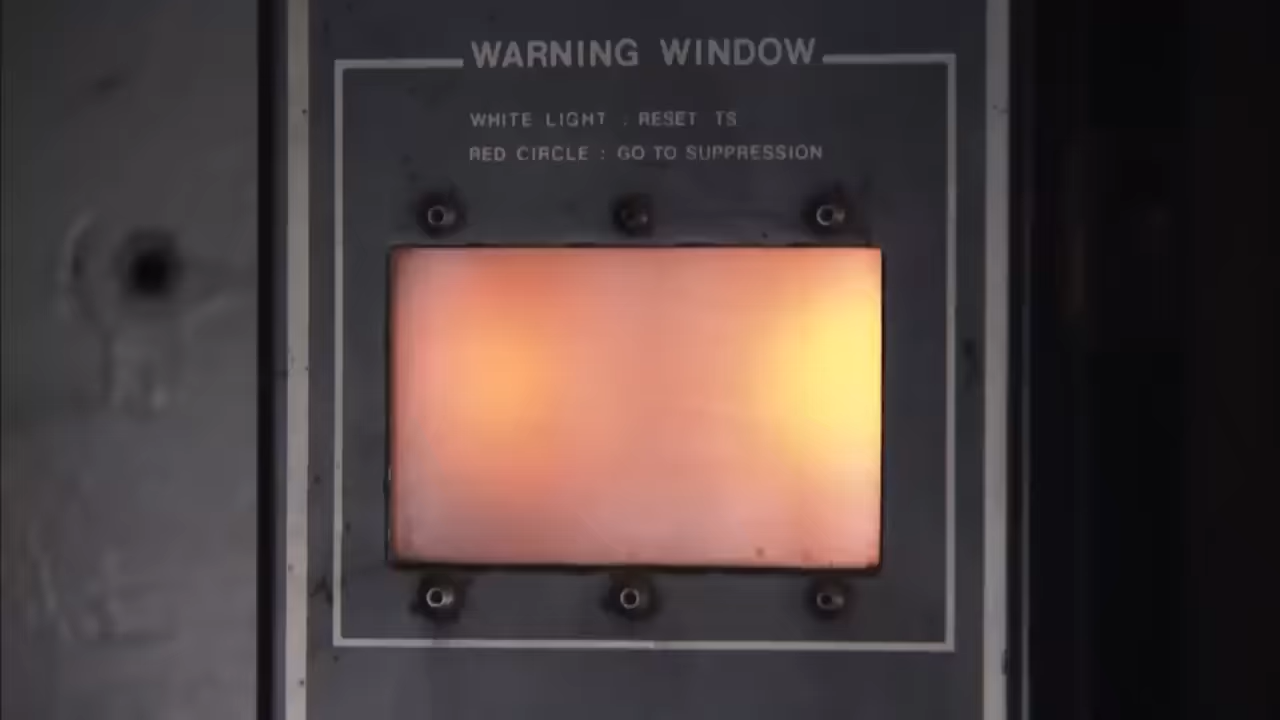 WARNING WINDOW
WHITE LIGHT : RESET TS
RED CIRCLE : GO TO SUPPRESSION